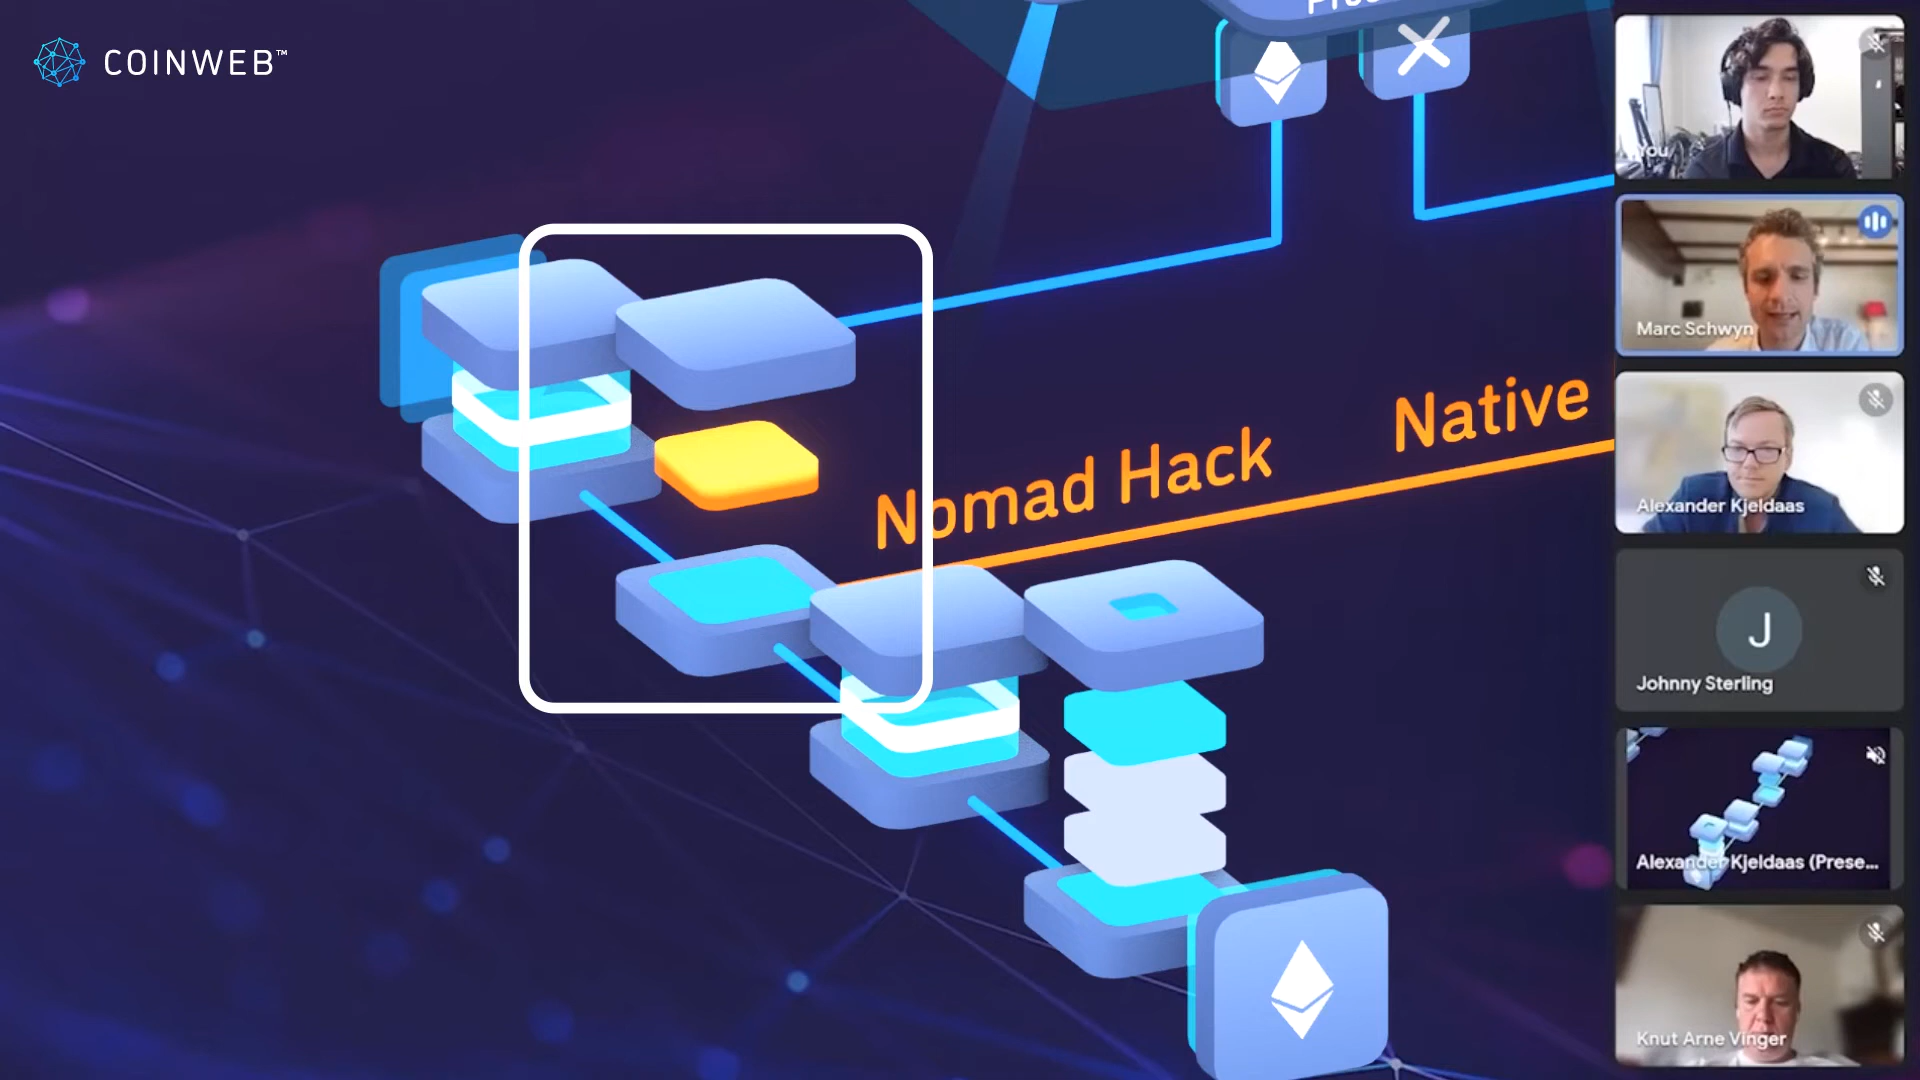 COINWEB™
Nomad Hack
Native
You
Marc Schwyn
Alexander Kjeldaas
J
Johnny Sterling
Alexander Kjeldaas (Prese...
Knut Arne Vinger